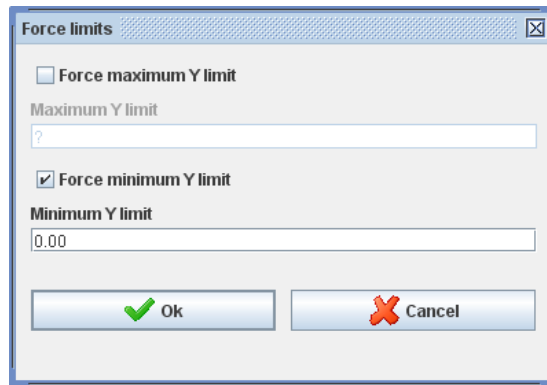 Force limits
Force maximum Y limit
Maximum Y limit
?
Force minimum Y limit
Minimum Y limit
0.00
Ok
Cancel